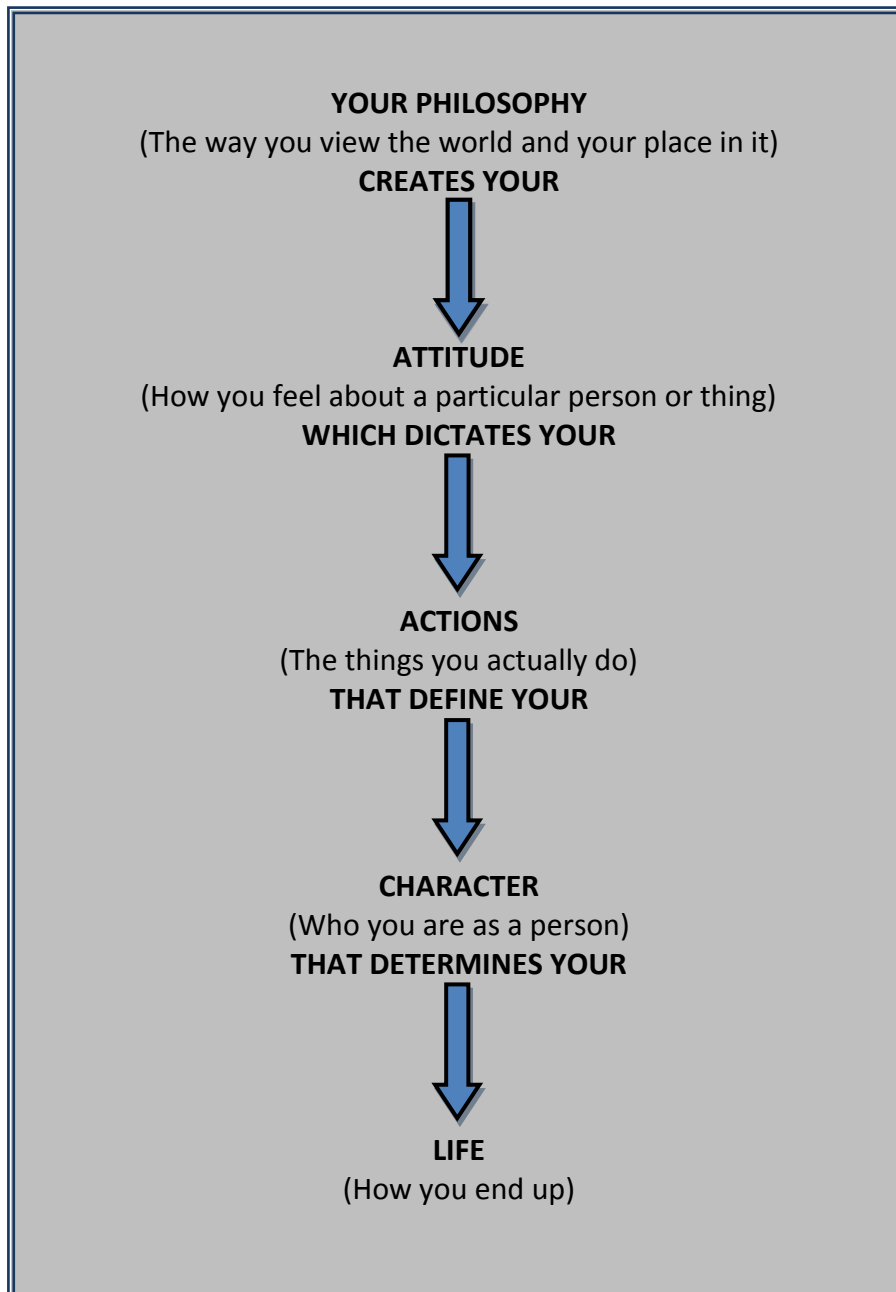 YOUR PHILOSOPHY
(The way you view the world and your place in it)
CREATES YOUR
ATTITUDE
(How you feel about a particular person or thing)
WHICH DICTATES YOUR
ACTIONS
(The things you actually do)
THAT DEFINE YOUR
CHARACTER
(Who you are as a person)
THAT DETERMINES YOUR
LIFE
(How you end up)